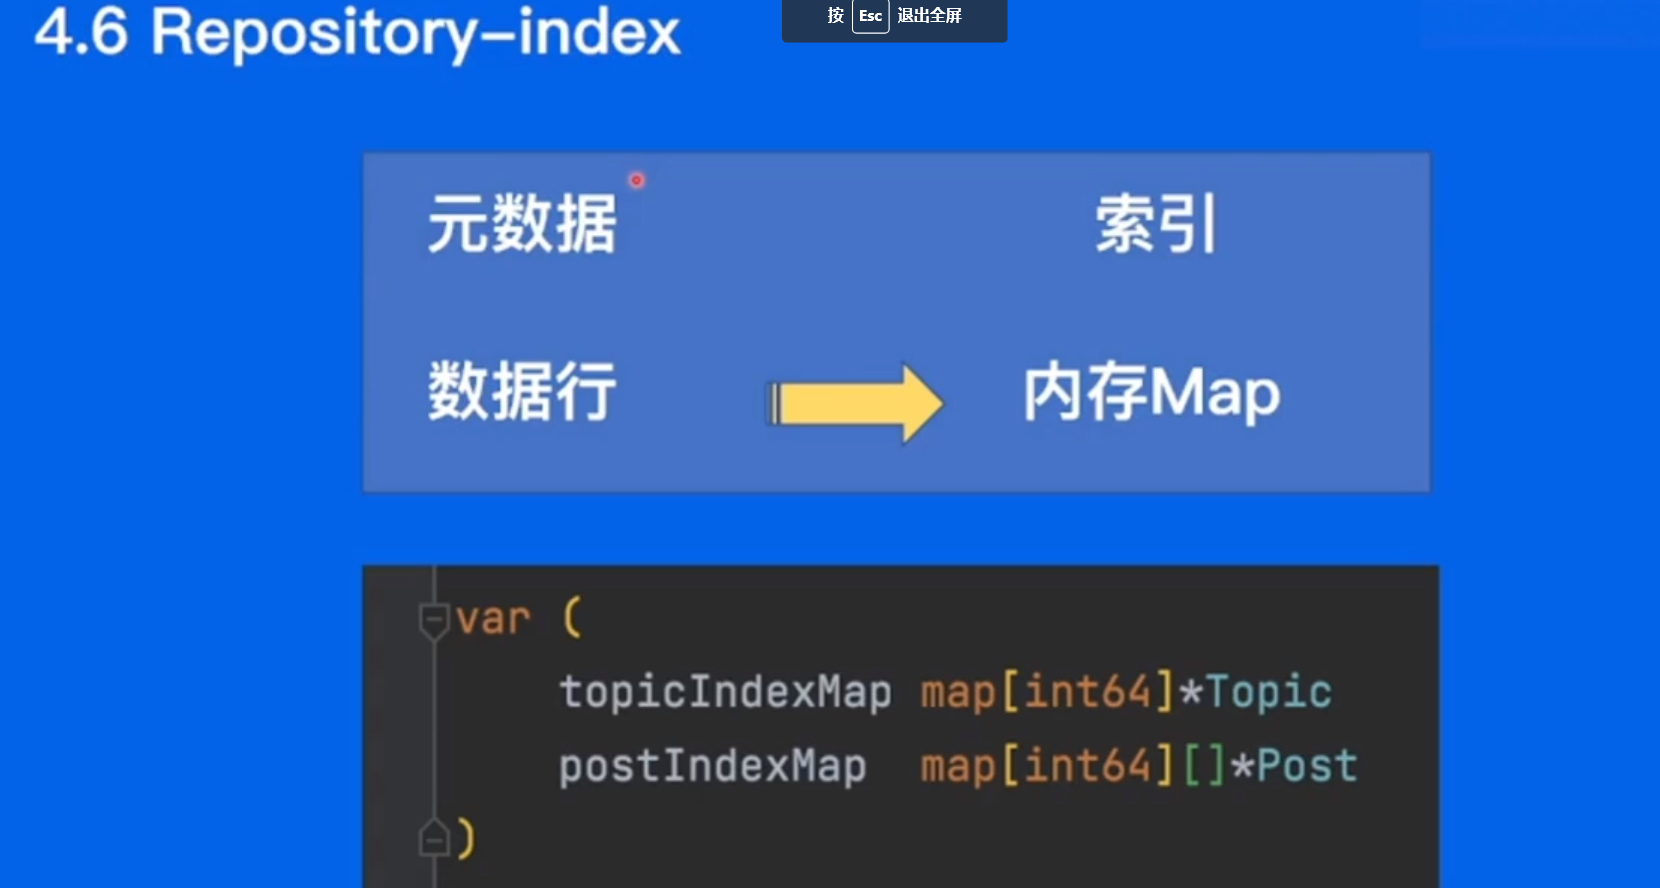 按 Esc 退出全屏
4.6 Repository-index
元数据 索引
数据行 内存Map
var (
topicIndexMap map[int64]*Topic
postIndexMap map[int64][]*Post
)